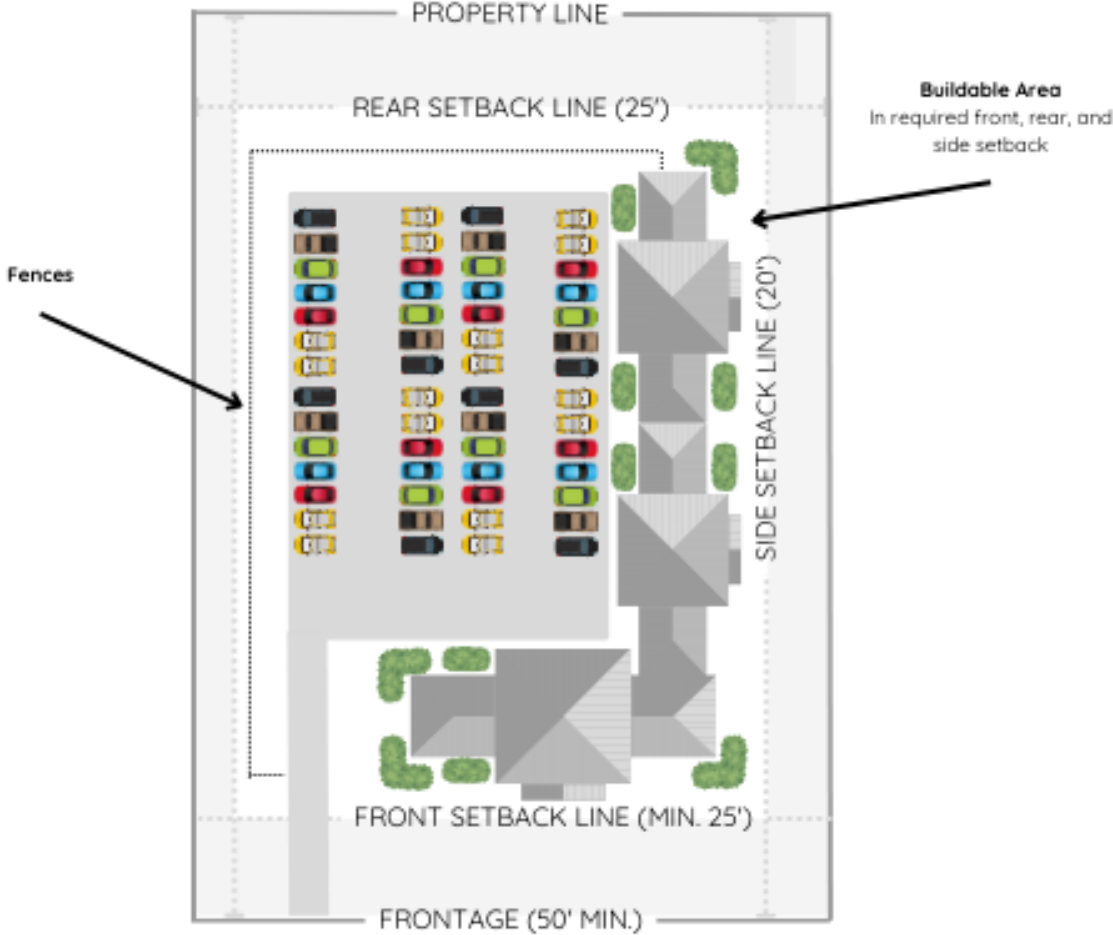 PROPERTY LINE
REAR SETBACK LINE (25')
Buildable Area
In required front, rear, and
side setback
Fences
SIDE SETBACK LINE (20')
FRONT SETBACK LINE (MIN. 25')
FRONTAGE (50' MIN.)